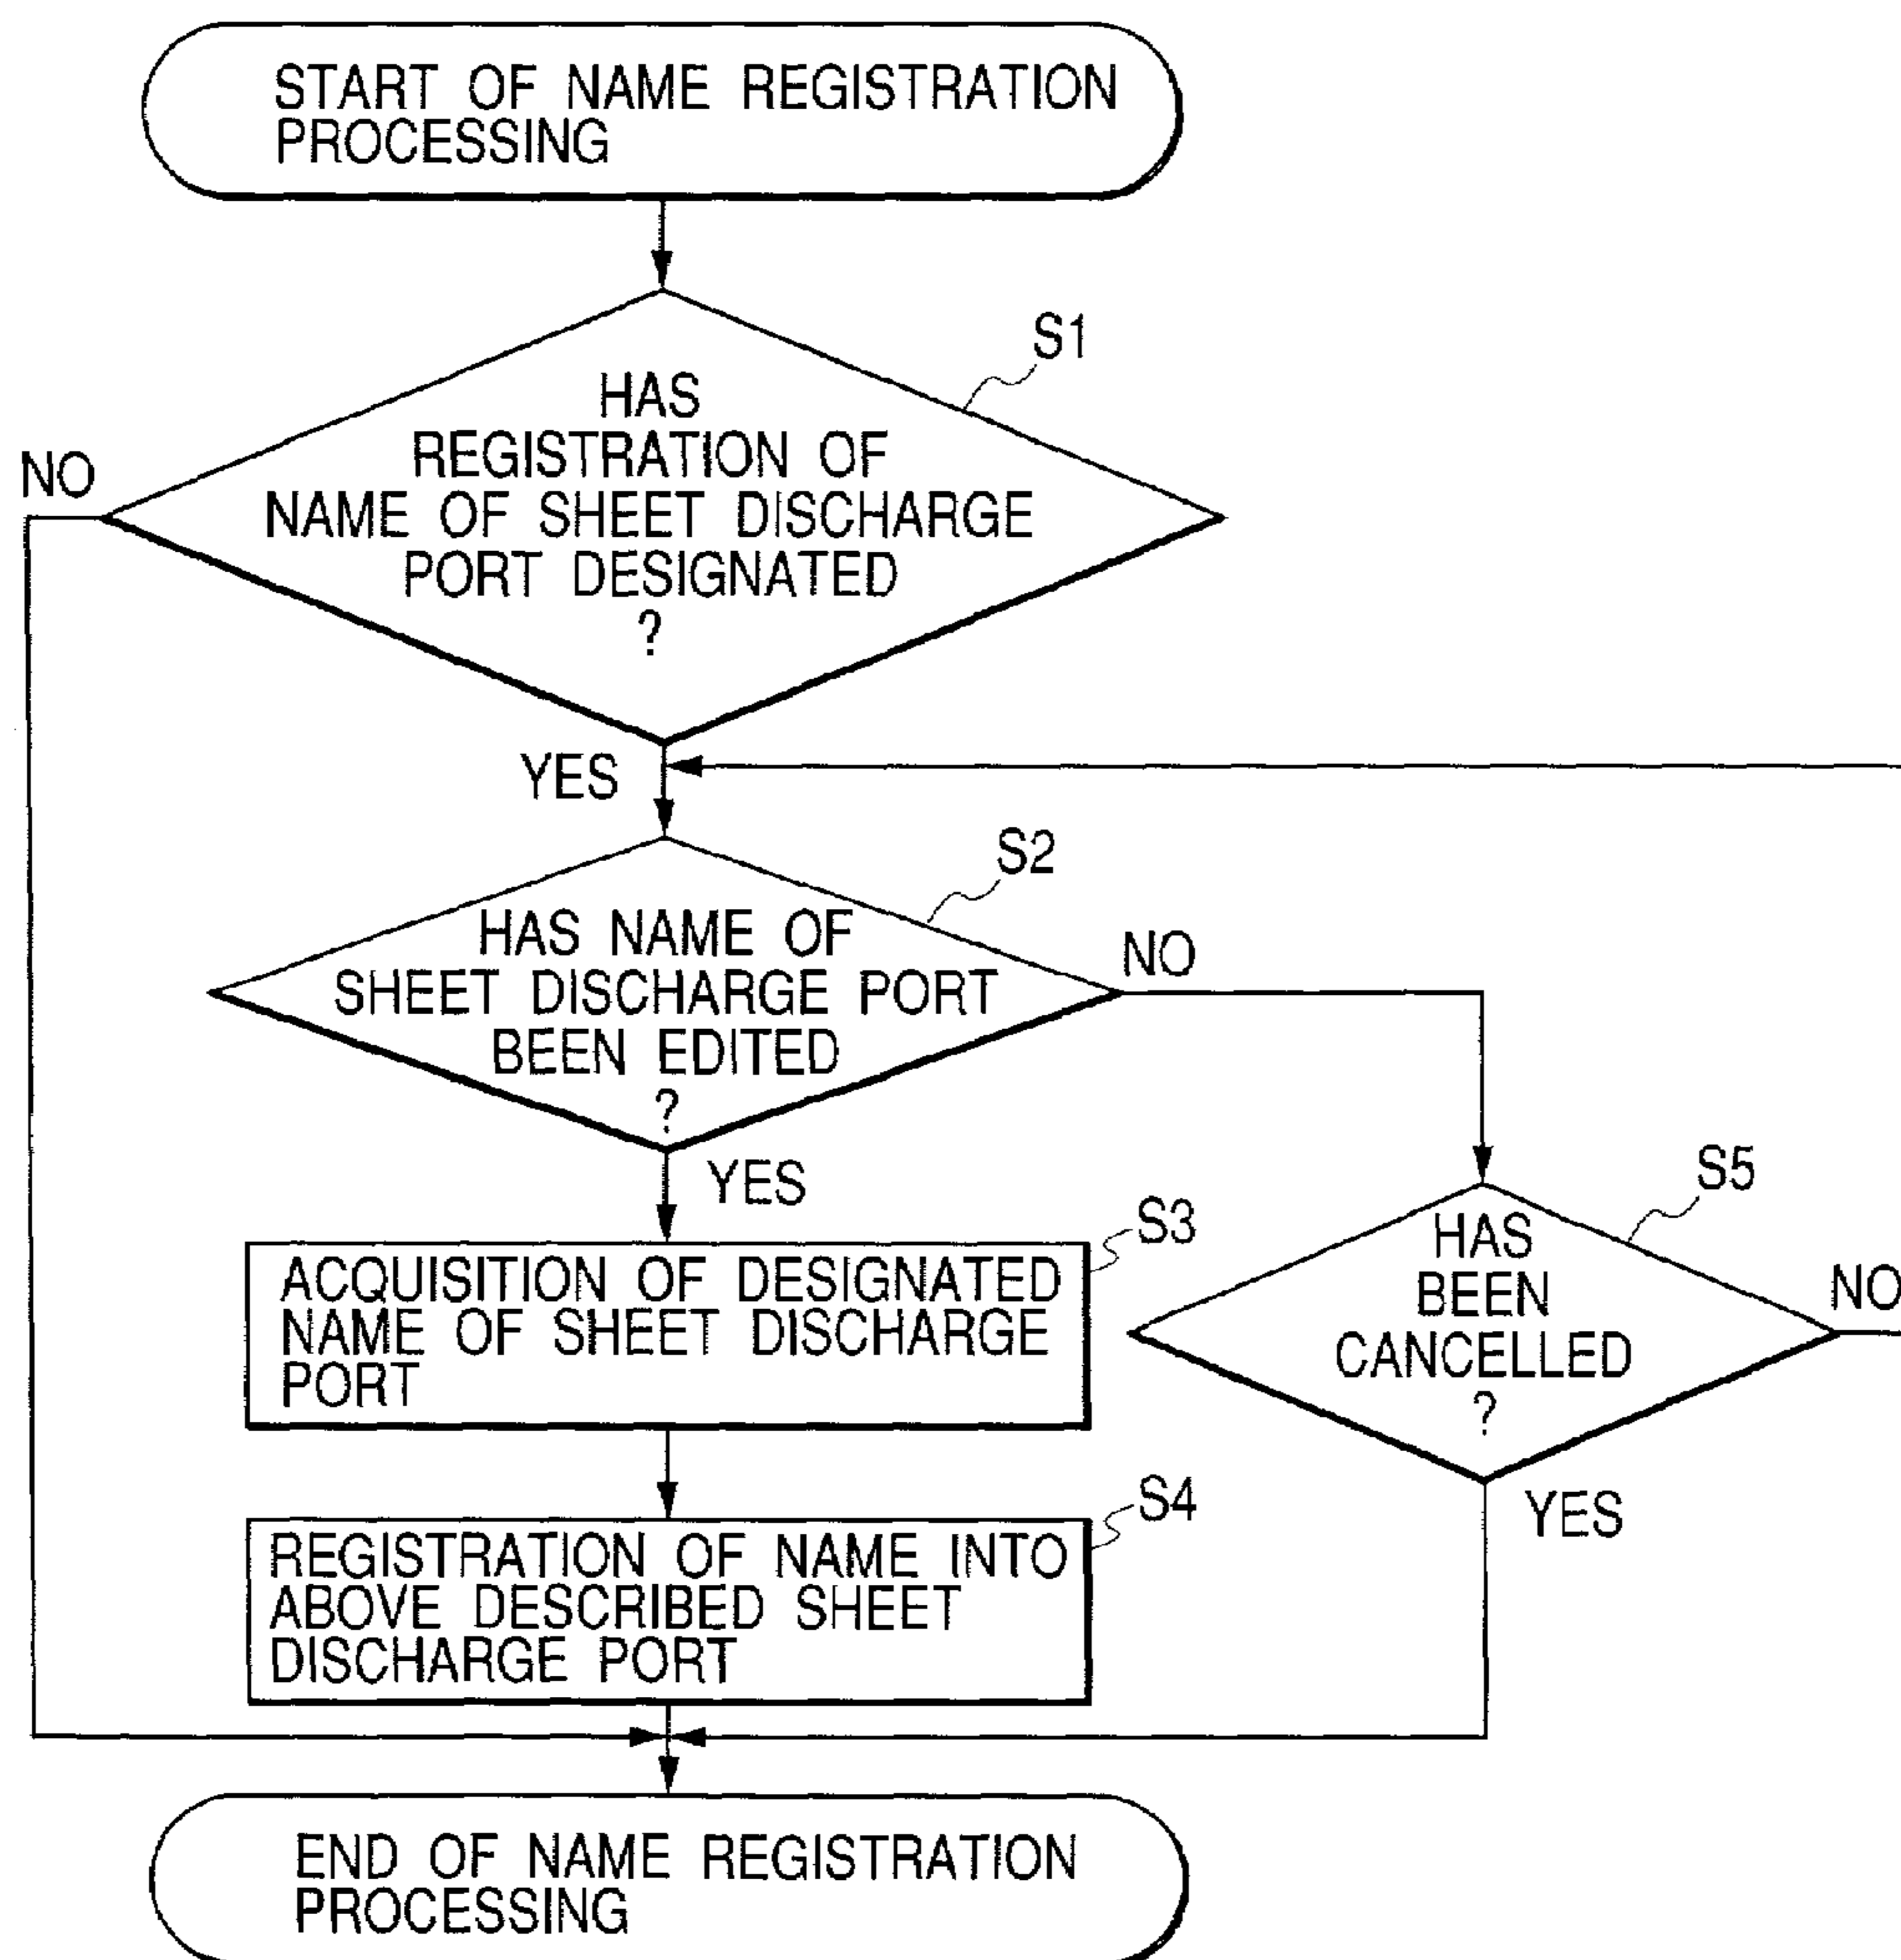 START OF NAME REGISTRATION
PROCESSING
S1
HAS
REGISTRATION OF
NAME OF SHEET DISCHARGE
PORT DESIGNATED
?
NO
YES
S2
HAS NAME OF
SHEET DISCHARGE PORT
BEEN EDITED
?
NO
YES
S3
ACQUISITION OF DESIGNATED
NAME OF SHEET DISCHARGE
PORT
S5
HAS
BEEN
CANCELLED
?
NO
YES
S4
REGISTRATION OF NAME INTO
ABOVE DESCRIBED SHEET
DISCHARGE PORT
END OF NAME REGISTRATION
PROCESSING